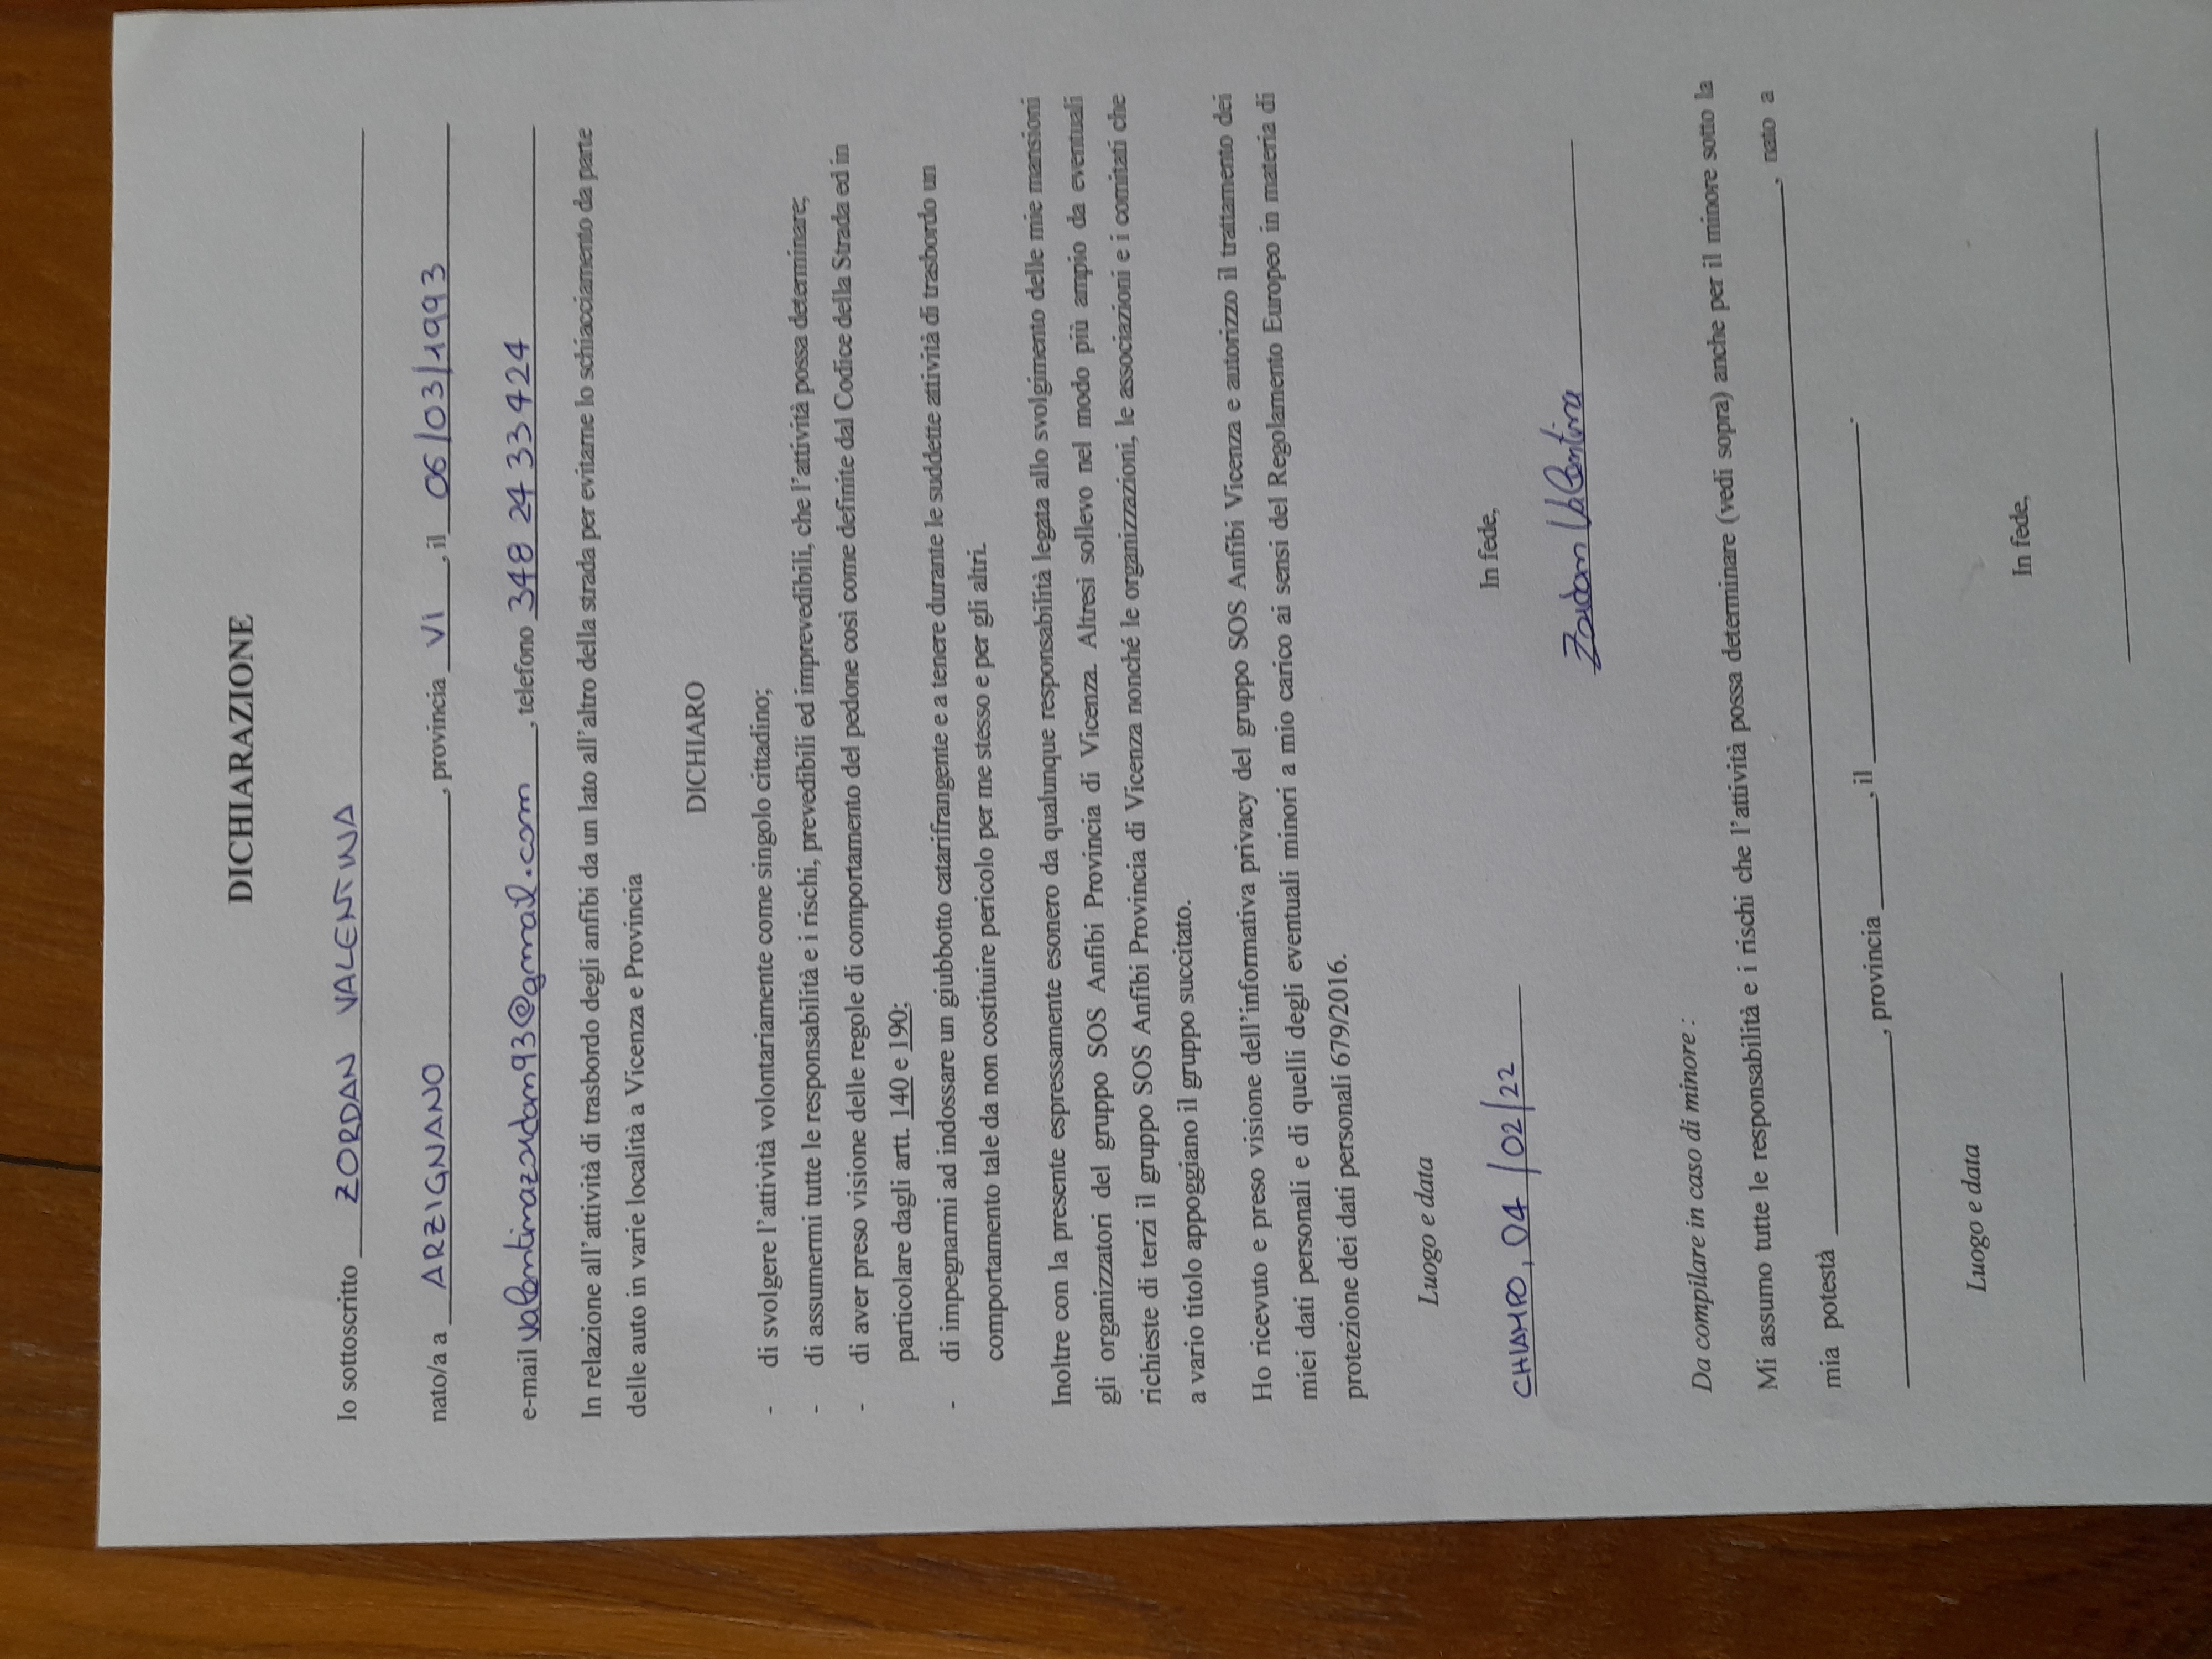 DICHIARAZIONE
Io sottoscritto ZORDAN VALENTINA
nato/a a ARZIGNANO , provincia VI , il 06/03/1993
e-mail valentinazordan93@gmail.com , telefono 348 24 33 424
In relazione all'attività di trasbordo degli anfibi da un lato all'altro della strada per evitarne lo schiacciamento da parte
delle auto in varie località a Vicenza e Provincia
DICHIARO
- di svolgere l'attività volontariamente come singolo cittadino;
- di assumermi tutte le responsabilità e i rischi, prevedibili ed imprevedibili, che l'attività possa determinare;
- di aver preso visione delle regole di comportamento del pedone così come definite dal Codice della Strada ed in
particolare dagli artt. 140 e 190;
- di impegnarmi ad indossare un giubbotto catarifrangente e a tenere durante le suddette attività di trasbordo un
comportamento tale da non costituire pericolo per me stesso e per gli altri.
Inoltre con la presente espressamente esonero da qualunque responsabilità legata allo svolgimento delle mie mansioni
gli organizzatori del gruppo SOS Anfibi Provincia di Vicenza. Altresì sollevo nel modo più ampio da eventuali
richieste di terzi il gruppo SOS Anfibi Provincia di Vicenza nonché le organizzazioni, le associazioni e i comitati che
a vario titolo appoggiano il gruppo succitato.
Ho ricevuto e preso visione dell'informativa privacy del gruppo SOS Anfibi Vicenza e autorizzo il trattamento dei
miei dati personali e di quelli degli eventuali minori a mio carico ai sensi del Regolamento Europeo in materia di
protezione dei dati personali 679/2016.
Luogo e data
In fede,
CHIAMPO, 04/02/22
Zordan Valentina
Da compilare in caso di minore :
Mi assumo tutte le responsabilità e i rischi che l'attività possa determinare (vedi sopra) anche per il minore sotto la
mia potestà , nato a
, provincia , il .
Luogo e data
In fede,